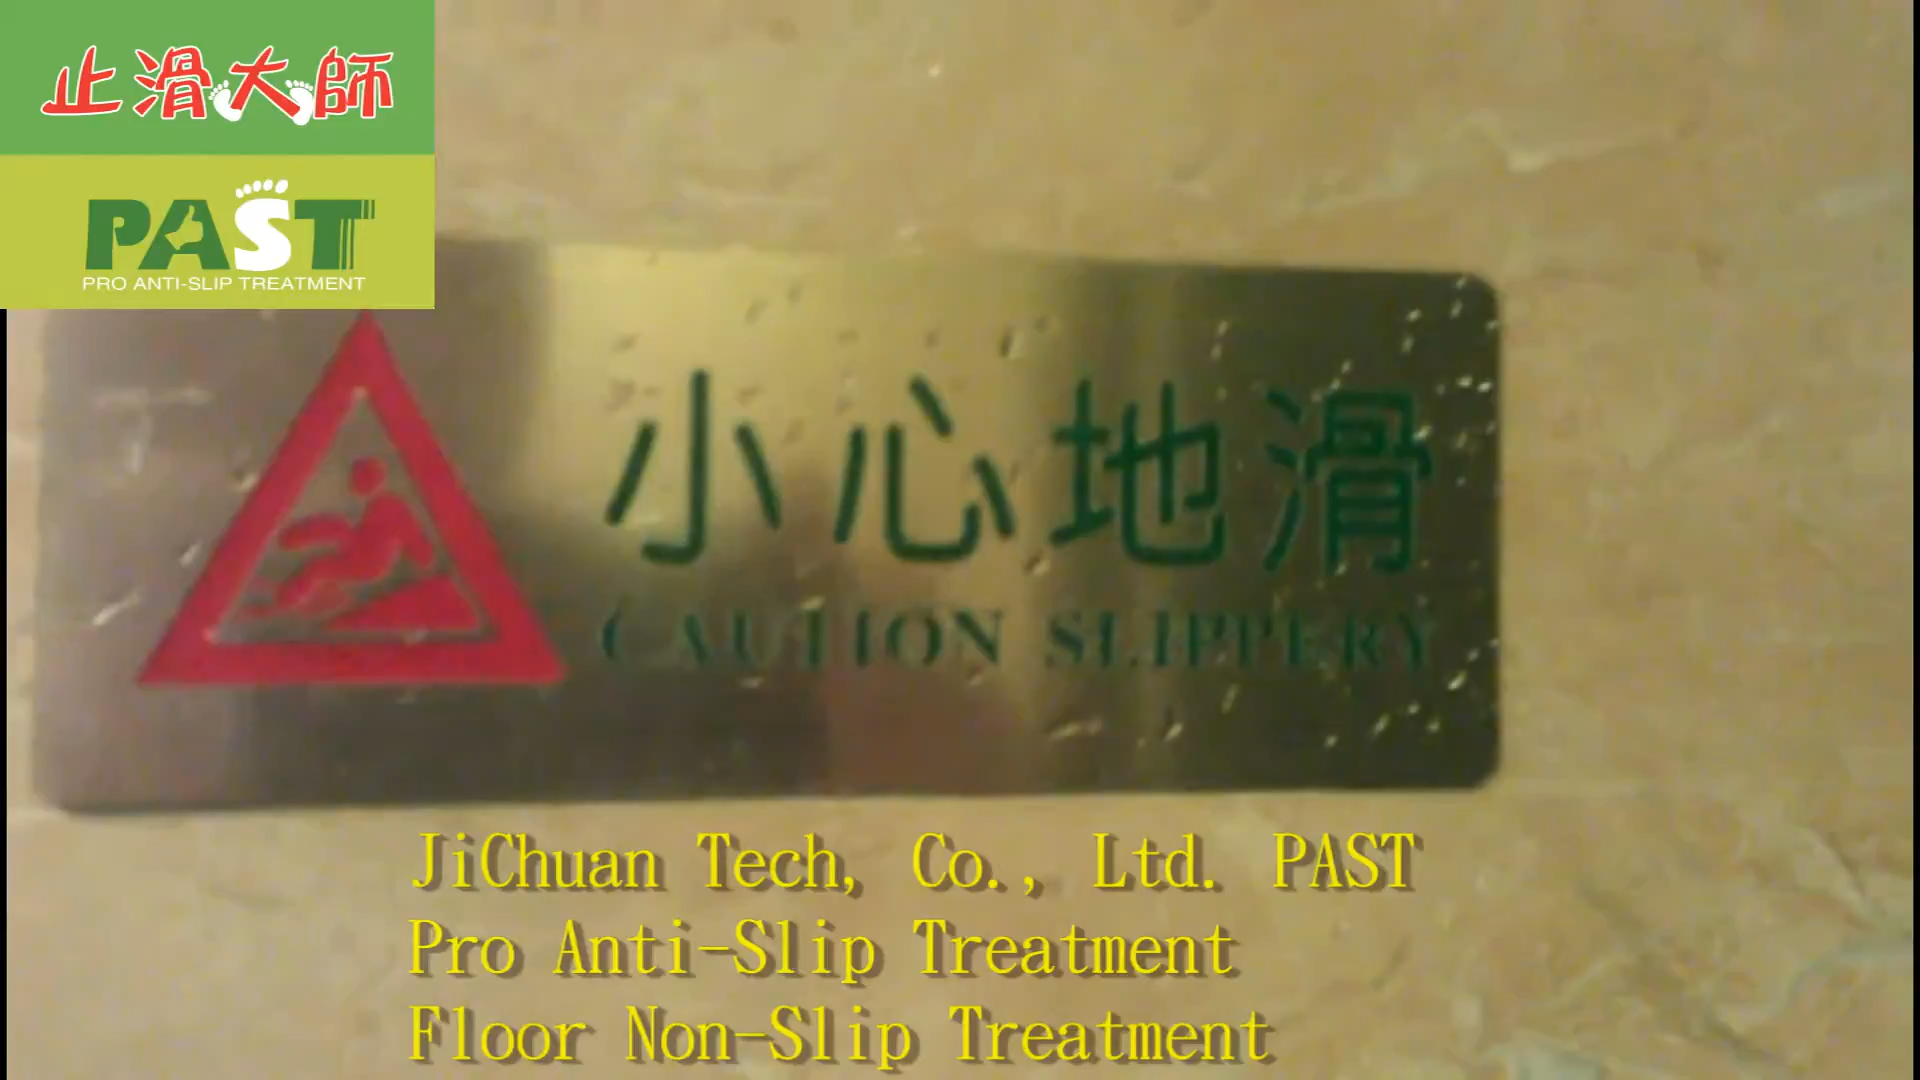 止滑大師
PAST
PRO ANTI-SLIP TREATMENT
小心地滑
CAUTION SLIPPERY
JiChuan Tech, Co., Ltd. PAST
Pro Anti-Slip Treatment
Floor Non-Slip Treatment